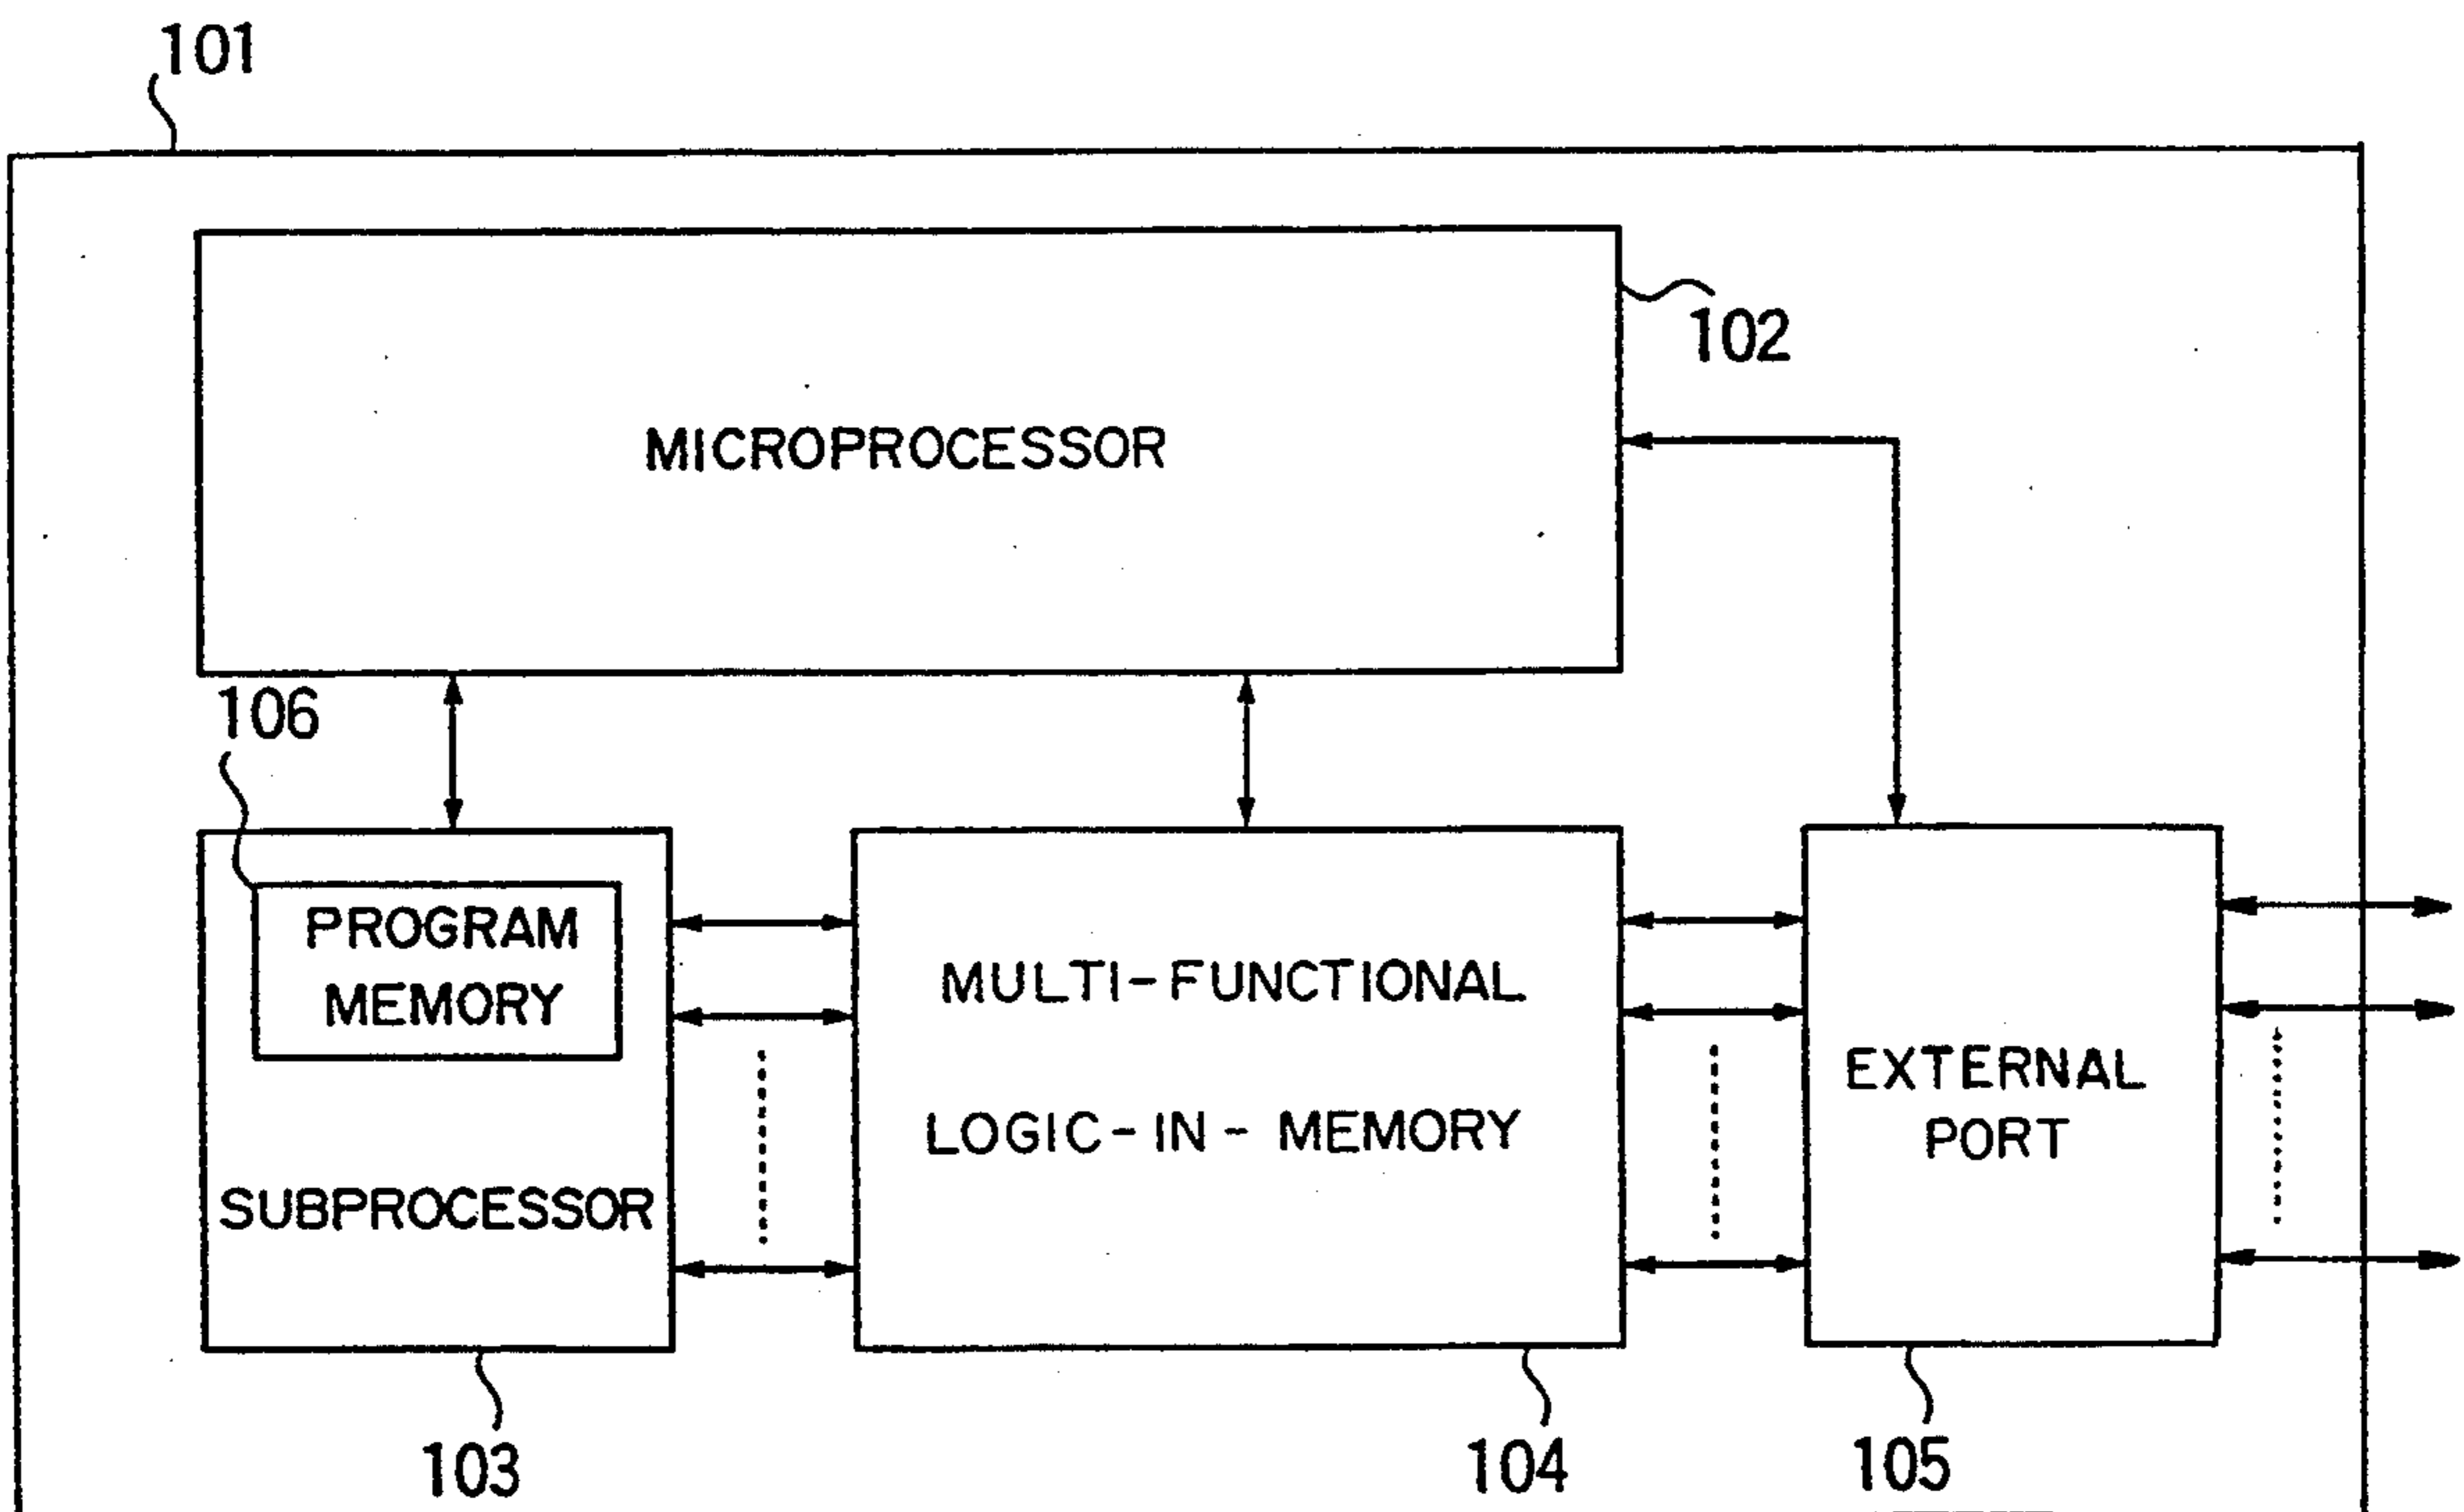 101
102
MICROPROCESSOR
106
PROGRAM
MEMORY
SUBPROCESSOR
MULTI-FUNCTIONAL
LOGIC-IN-MEMORY
EXTERNAL
PORT
103
104
105